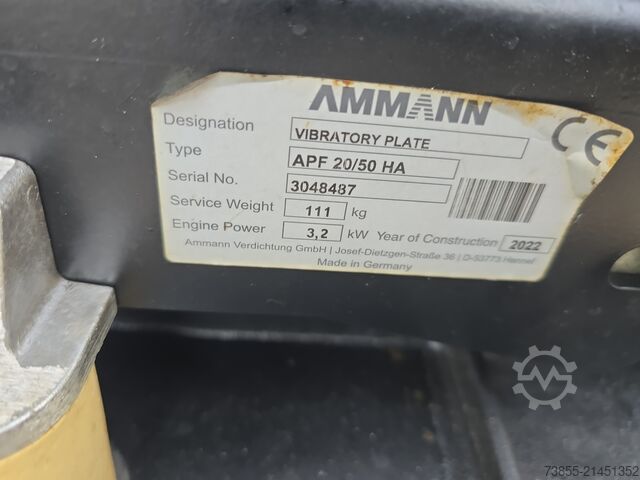 AMMANN
CE
Designation VIBRATORY PLATE
Type APF 20/50 HA
Serial No. 3048487
Service Weight 111 kg
Engine Power 3,2 kW Year of Construction 2022
Ammann Verdichtung GmbH | Josef-Dietzgen-Straße 36 | D-53773 Hennef
Made in Germany
73855-21451352